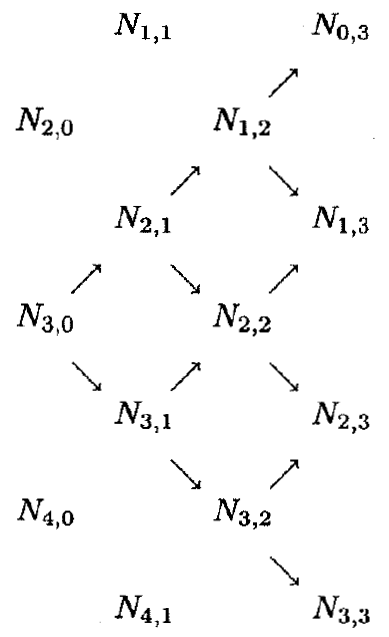 N_{1,1} N_{0,3}
N_{2,0} N_{1,2}
N_{2,1} N_{1,3}
N_{3,0} N_{2,2}
N_{3,1} N_{2,3}
N_{4,0} N_{3,2}
N_{4,1} N_{3,3}